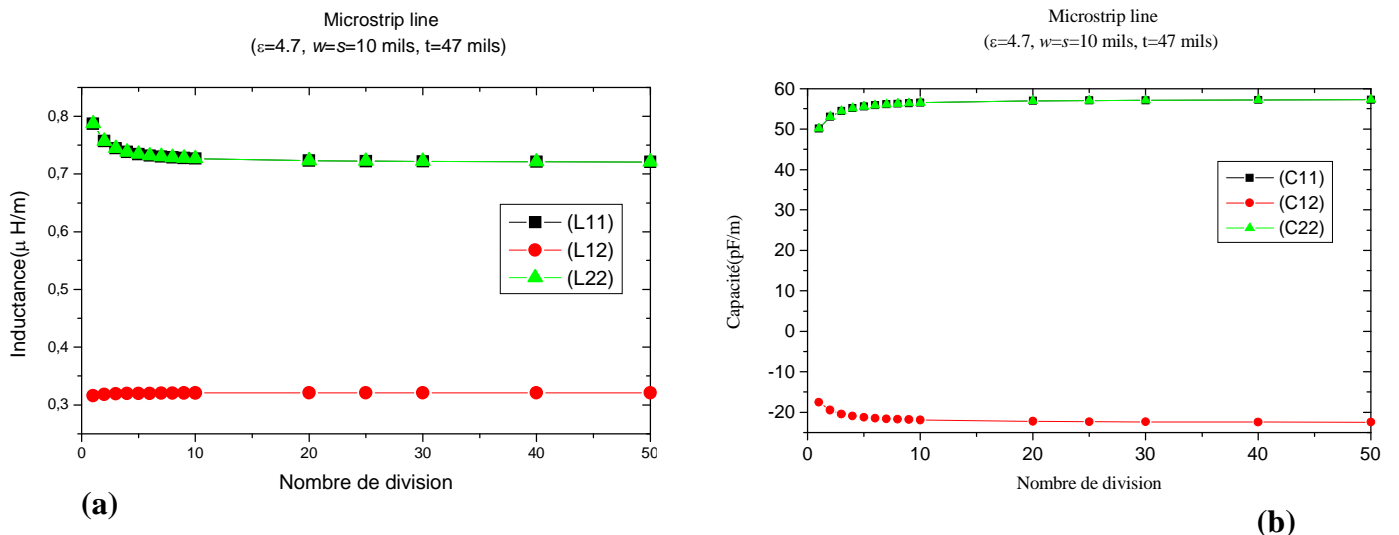 Microstrip line
(ε=4.7, w=s=10 mils, t=47 mils)
Inductance(μ H/m)
0,8
0,7
0,6
0,5
0,4
0,3
0 10 20 30 40 50
Nombre de division
(L11)
(L12)
(L22)
(a)
Microstrip line
(ε=4.7, w=s=10 mils, t=47 mils)
Capacité(pF/m)
60
50
40
30
20
10
0
-10
-20
0 10 20 30 40 50
Nombre de division
(C11)
(C12)
(C22)
(b)